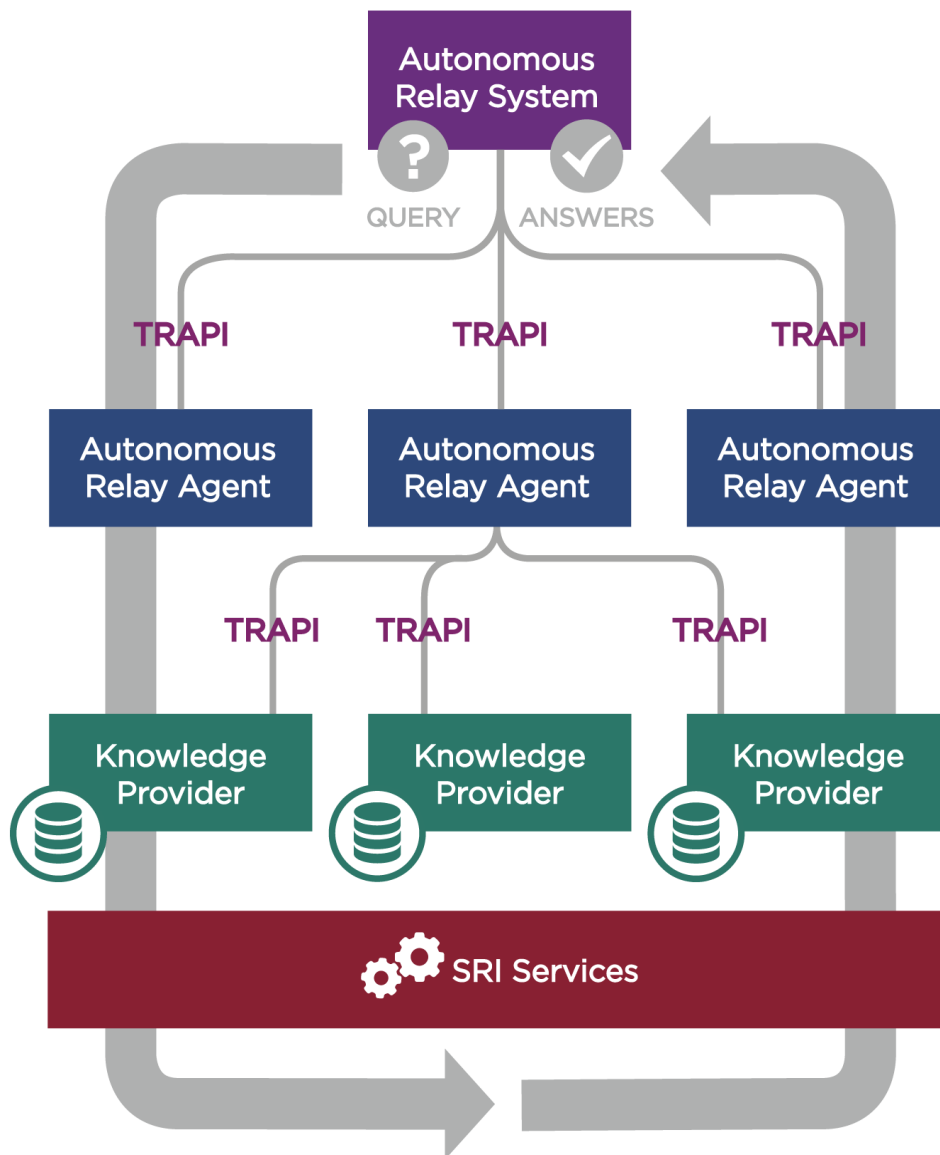 Autonomous
Relay System
?
QUERY
ANSWERS
TRAPI
TRAPI
TRAPI
Autonomous
Relay Agent
Autonomous
Relay Agent
Autonomous
Relay Agent
TRAPI
TRAPI
TRAPI
Knowledge
Provider
Knowledge
Provider
Knowledge
Provider
SRI Services